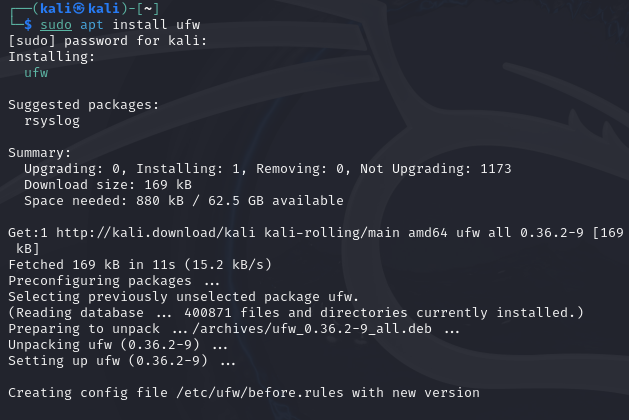 ┌──(kali㉿kali)-[~]
└─$ sudo apt install ufw
[sudo] password for kali:
Installing:
  ufw

Suggested packages:
  rsyslog

Summary:
  Upgrading: 0, Installing: 1, Removing: 0, Not Upgrading: 1173
  Download size: 169 kB
  Space needed: 880 kB / 62.5 GB available

Get:1 http://kali.download/kali kali-rolling/main amd64 ufw all 0.36.2-9 [169
 kB]
Fetched 169 kB in 11s (15.2 kB/s)
Preconfiguring packages ...
Selecting previously unselected package ufw.
(Reading database ... 400871 files and directories currently installed.)
Preparing to unpack .../archives/ufw_0.36.2-9_all.deb ...
Unpacking ufw (0.36.2-9) ...
Setting up ufw (0.36.2-9) ...

Creating config file /etc/ufw/before.rules with new version